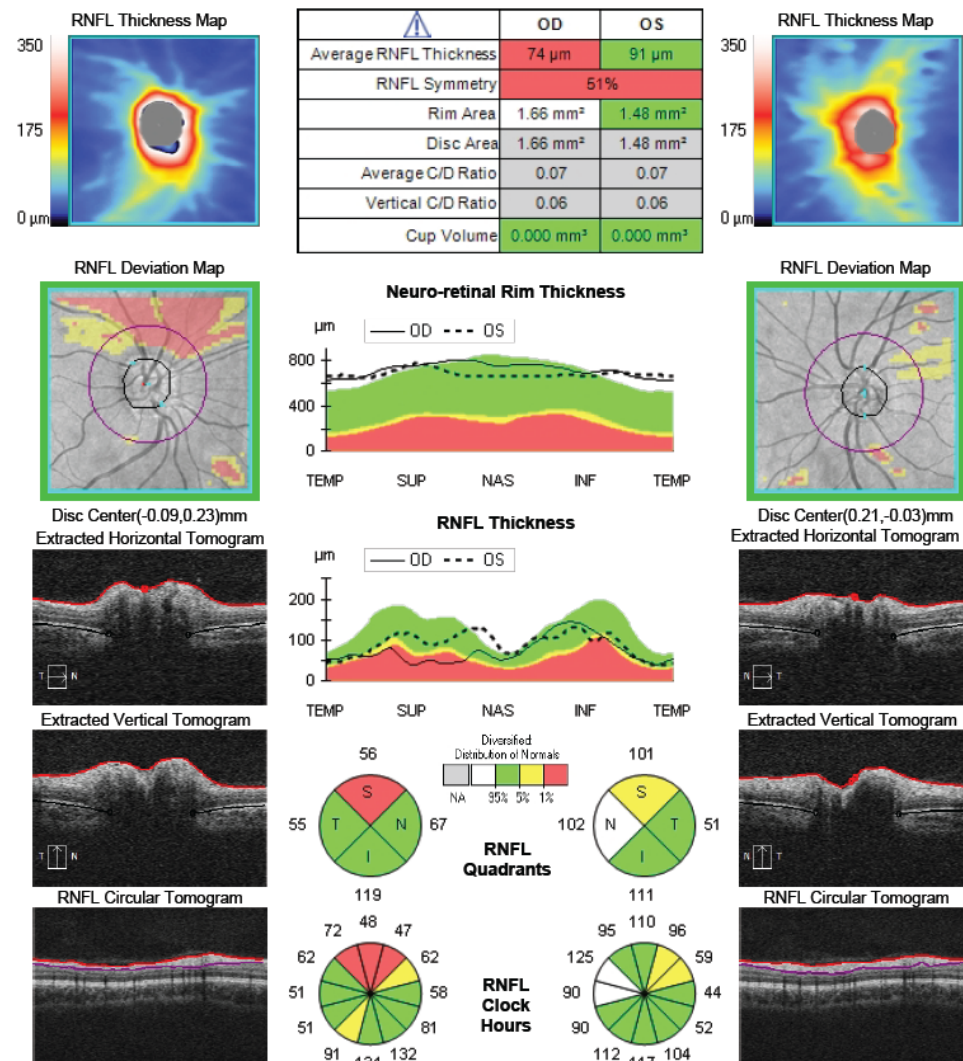 RNFL Thickness Map
RNFL Thickness Map
350
175
0 µm
OD OS
Average RNFL Thickness 74 µm 91 µm
RNFL Symmetry 51%
Rim Area 1.66 mm² 1.48 mm²
Disc Area 1.66 mm² 1.48 mm²
Average C/D Ratio 0.07 0.07
Vertical C/D Ratio 0.06 0.06
Cup Volume 0.000 mm³ 0.000 mm³
350
175
0 µm
RNFL Deviation Map
RNFL Deviation Map
Neuro-retinal Rim Thickness
µm OD OS
800
400
0
TEMP SUP NAS INF TEMP
Disc Center(-0.09,0.23)mm
Disc Center(0.21,-0.03)mm
Extracted Horizontal Tomogram
Extracted Horizontal Tomogram
RNFL Thickness
µm OD OS
200
100
0
TEMP SUP NAS INF TEMP
T N
N T
Extracted Vertical Tomogram
Extracted Vertical Tomogram
Diversified
Distribution of Normals
NA 95% 5% 1%
56
S
55 T N 67
I
119
RNFL
Quadrants
101
S
102 N T 51
I
111
T N
N T
RNFL Circular Tomogram
RNFL Circular Tomogram
72 48 47
62 62
51 58
51 81
91 132
RNFL
Clock
Hours
95 110 96
125 59
90 44
90 52
112 104